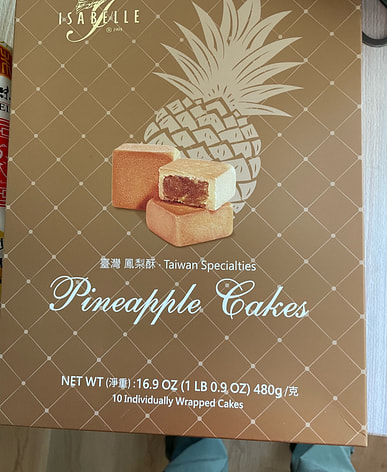 ISABELLE
臺灣 鳳梨酥 · Taiwan Specialties
Pineapple Cakes
NET WT (淨重) : 16.9 OZ (1 LB 0.9 OZ) 480g /克
10 Individually Wrapped Cakes